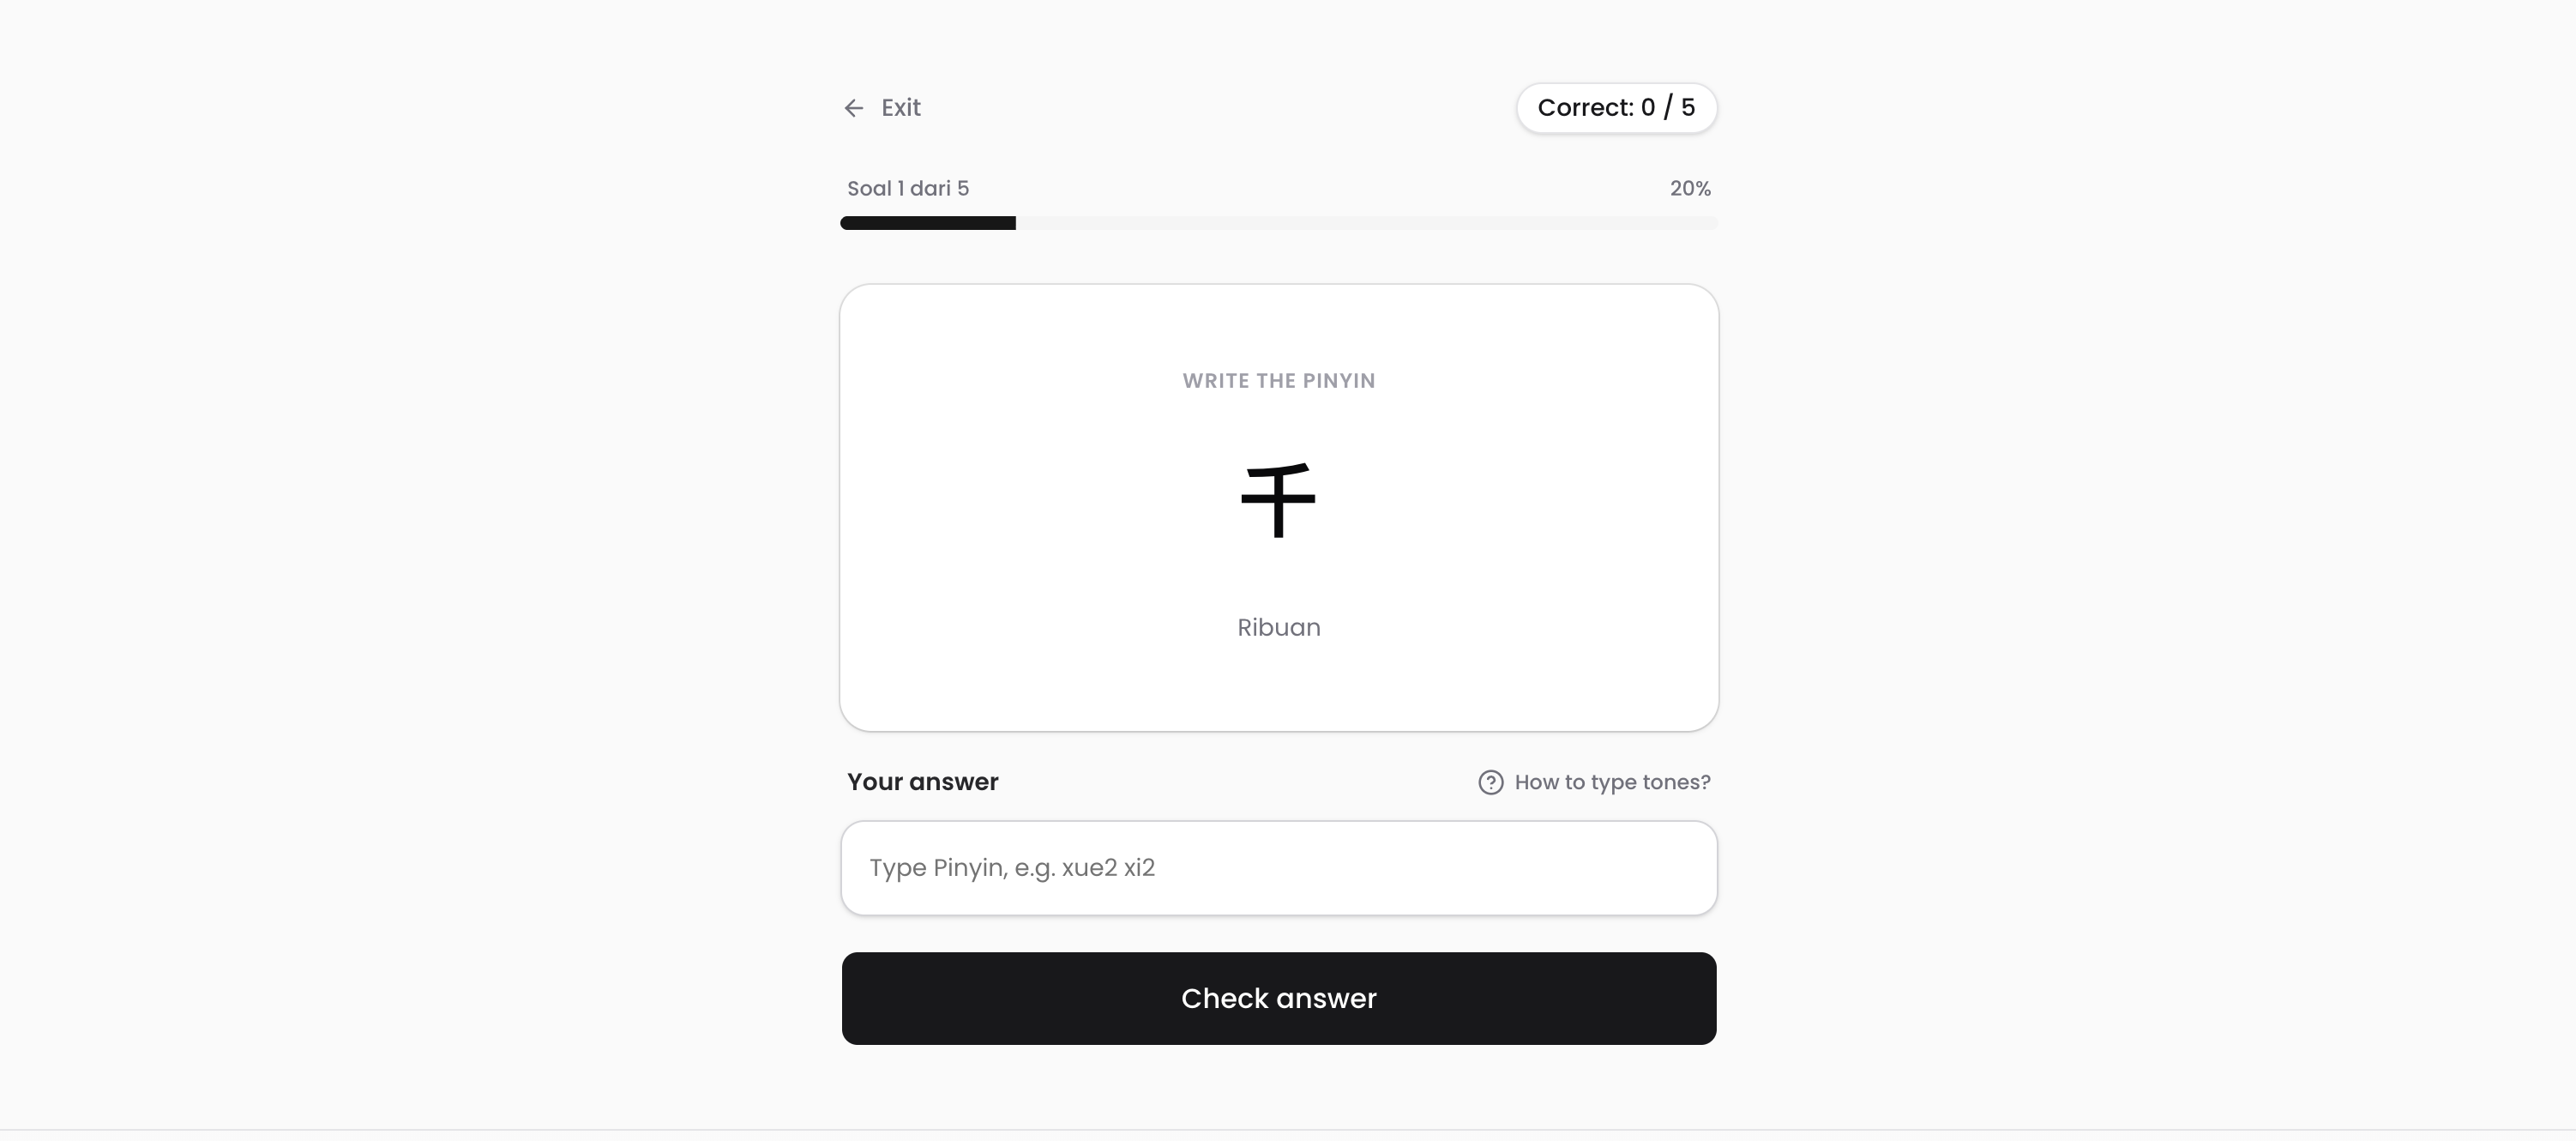 Exit
Correct: 0 / 5
Soal 1 dari 5
20%
WRITE THE PINYIN
千
Ribuan
Your answer
How to type tones?
Type Pinyin, e.g. xue2 xi2
Check answer